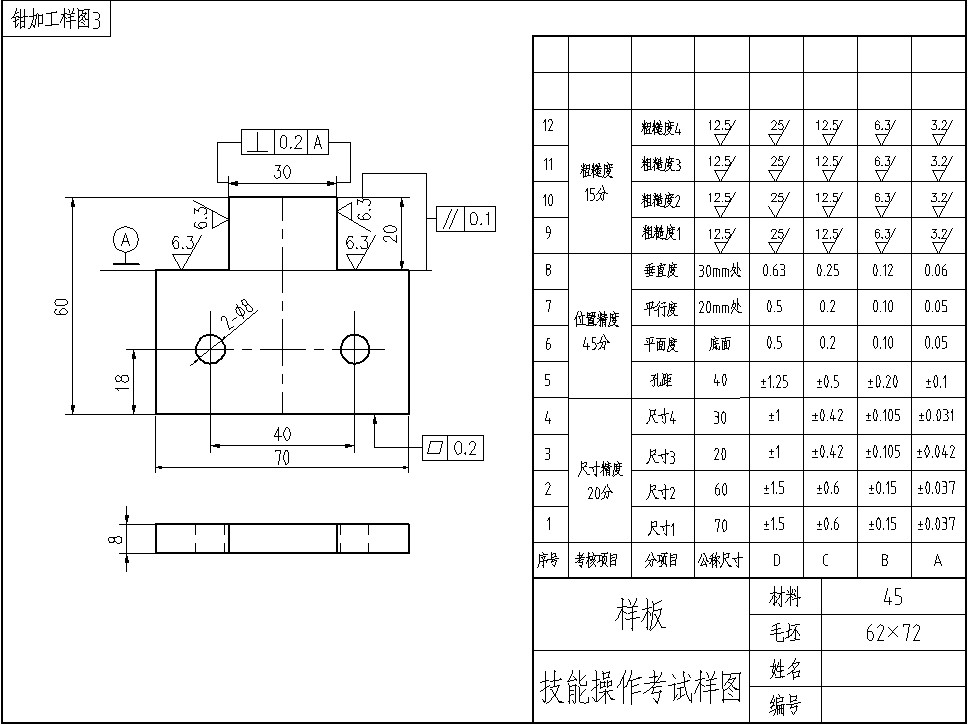 钳加工样图3
⊥ 0.2 A
30
6.3
6.3
20
// 0.1
A
6.3
6.3
60
2-Ø8
18
40
70
▱ 0.2
8
12 粗糙度4 12.5/ 25/ 12.5/ 6.3/ 3.2/
11 粗糙度3 12.5/ 25/ 12.5/ 6.3/ 3.2/
粗糙度
15分
10 粗糙度2 12.5/ 25/ 12.5/ 6.3/ 3.2/
9 粗糙度1 12.5/ 25/ 12.5/ 6.3/ 3.2/
8 垂直度 30mm处 0.63 0.25 0.12 0.06
7 平行度 20mm处 0.5 0.2 0.10 0.05
位置精度
45分
6 平面度 底面 0.5 0.2 0.10 0.05
5 孔距 40 ±1.25 ±0.5 ±0.20 ±0.1
4 尺寸4 30 ±1 ±0.42 ±0.105 ±0.031
3 尺寸3 20 ±1 ±0.42 ±0.105 ±0.042
尺寸精度
20分
2 尺寸2 60 ±1.5 ±0.6 ±0.15 ±0.037
1 尺寸1 70 ±1.5 ±0.6 ±0.15 ±0.037
序号 考核项目 分项目 公称尺寸 D C B A
样板
材料 45
毛坯 62×72
技能操作考试样图
姓名
编号